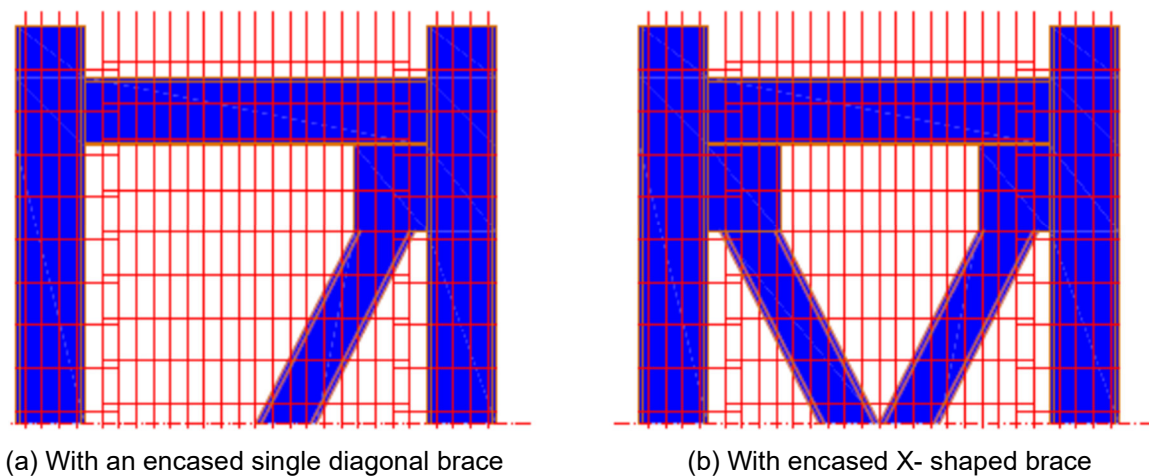 (a) With an encased single diagonal brace
(b) With encased X- shaped brace